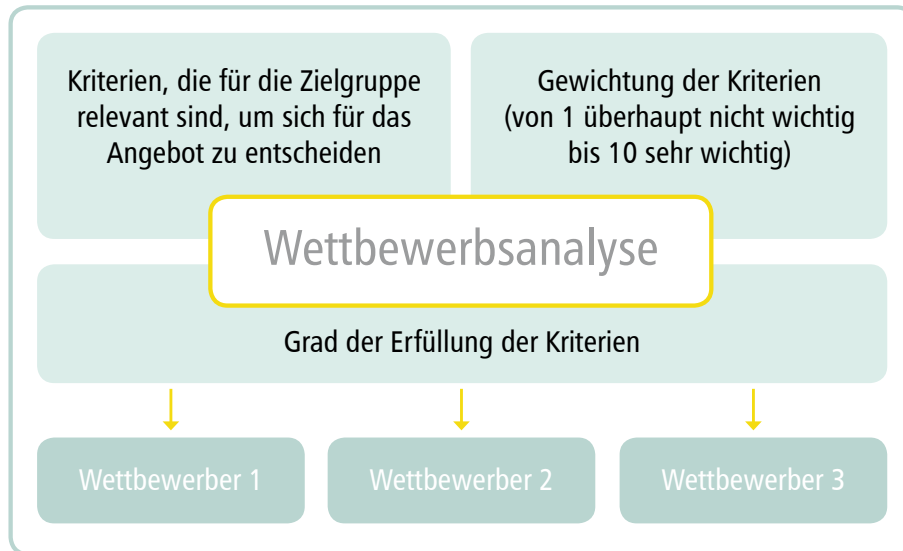 Kriterien, die für die Zielgruppe
relevant sind, um sich für das
Angebot zu entscheiden
Gewichtung der Kriterien
(von 1 überhaupt nicht wichtig
bis 10 sehr wichtig)
Wettbewerbsanalyse
Grad der Erfüllung der Kriterien
Wettbewerber 1
Wettbewerber 2
Wettbewerber 3